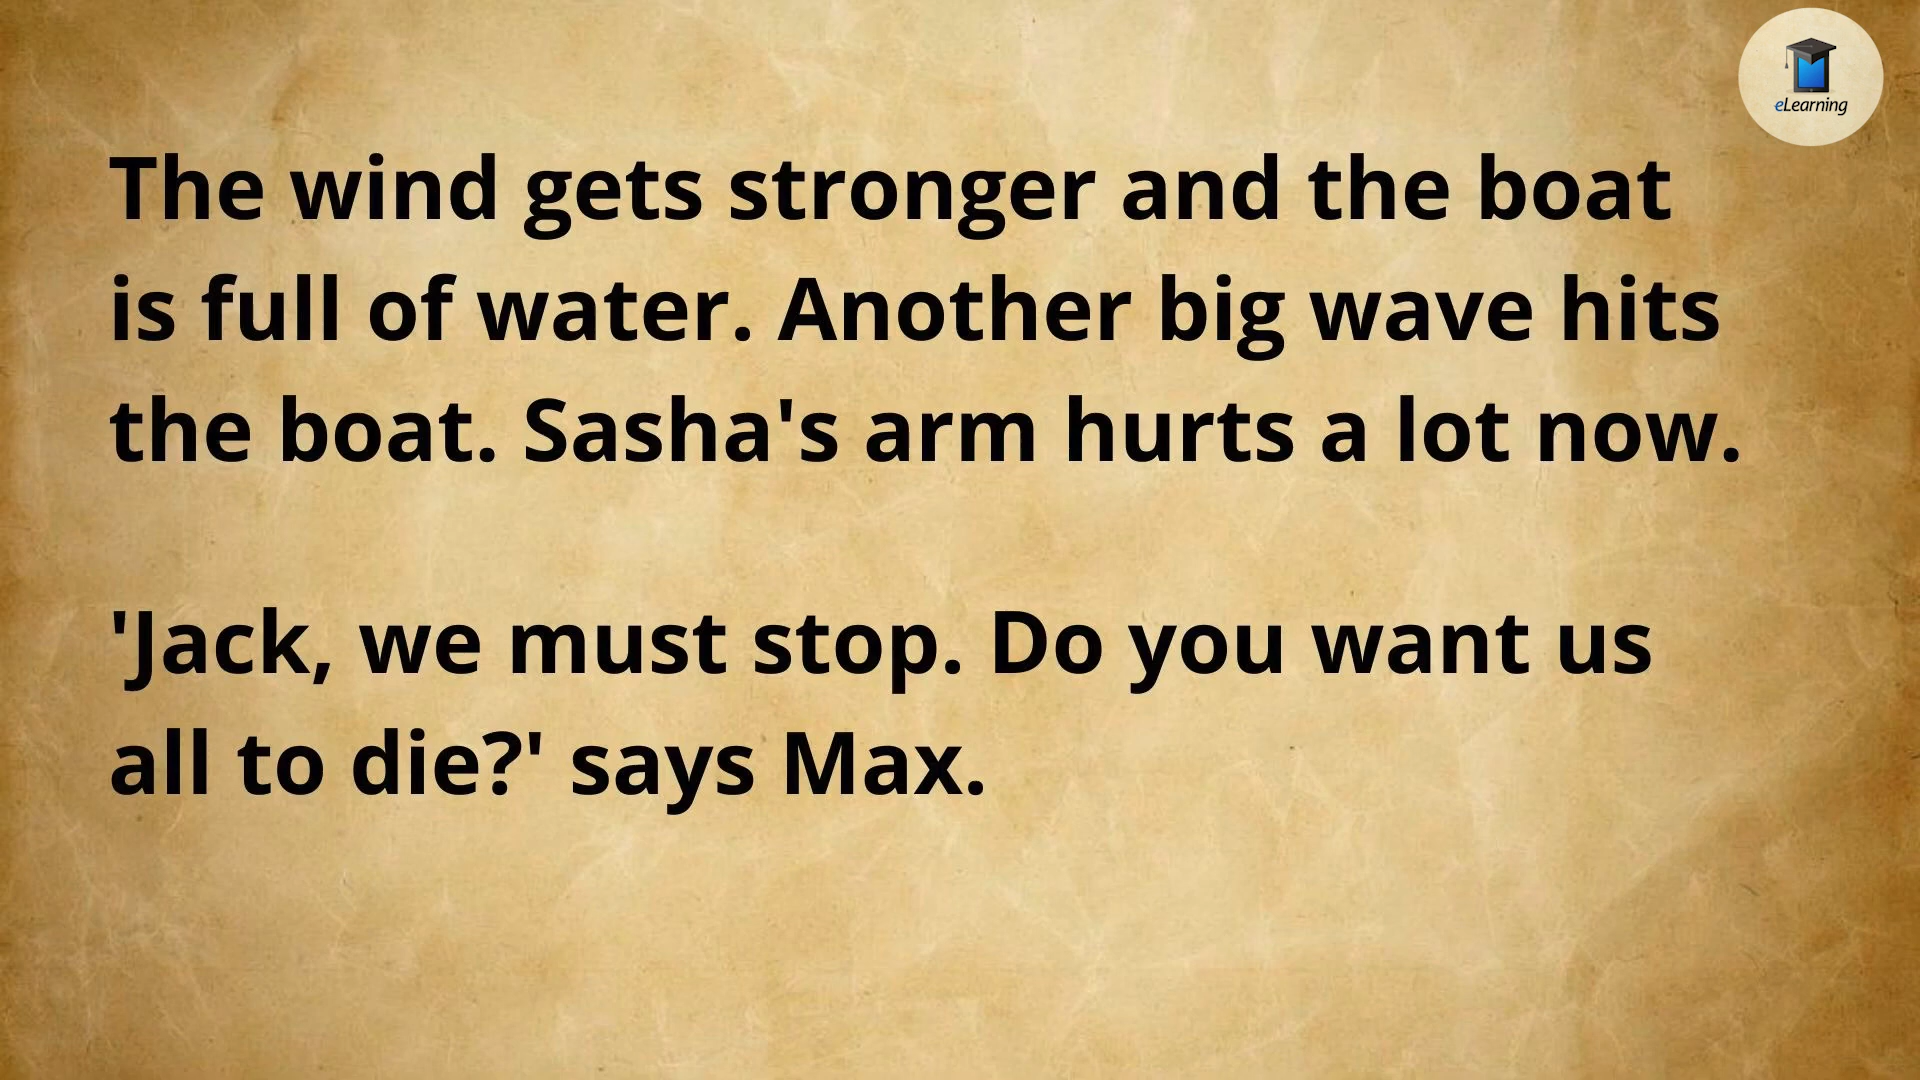 eLearning
The wind gets stronger and the boat
is full of water. Another big wave hits
the boat. Sasha's arm hurts a lot now.
'Jack, we must stop. Do you want us
all to die?' says Max.